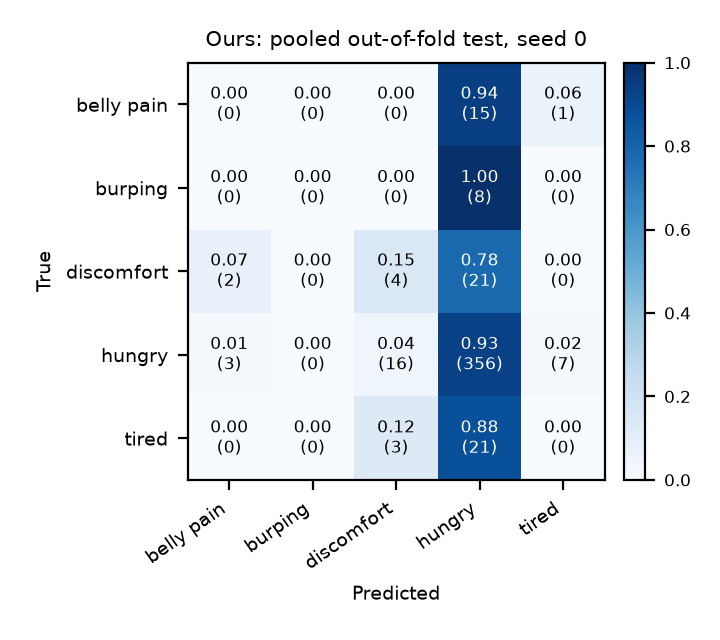 Ours: pooled out-of-fold test, seed 0
True
belly pain
0.00 0.00 0.00 0.94 0.06
(0) (0) (0) (15) (1)
burping
0.00 0.00 0.00 1.00 0.00
(0) (0) (0) (8) (0)
discomfort
0.07 0.00 0.15 0.78 0.00
(2) (0) (4) (21) (0)
hungry
0.01 0.00 0.04 0.93 0.02
(3) (0) (16) (356) (7)
tired
0.00 0.00 0.12 0.88 0.00
(0) (0) (3) (21) (0)
belly pain burping discomfort hungry tired
Predicted
1.0
0.8
0.6
0.4
0.2
0.0